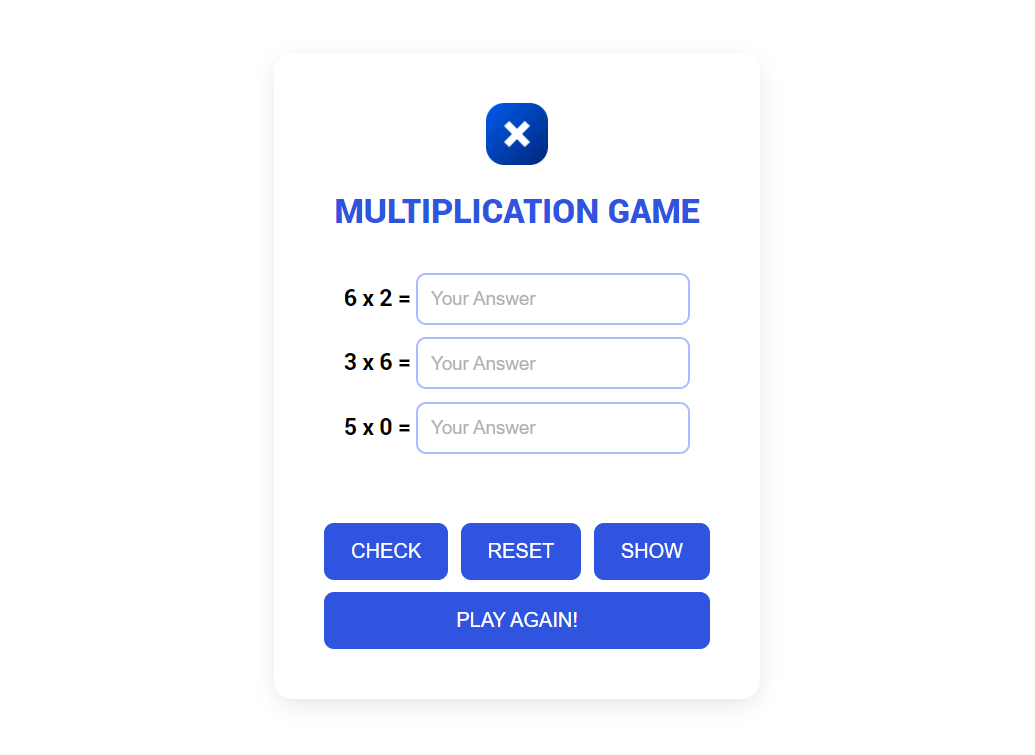 MULTIPLICATION GAME
6 x 2 = Your Answer
3 x 6 = Your Answer
5 x 0 = Your Answer
CHECK RESET SHOW
PLAY AGAIN!